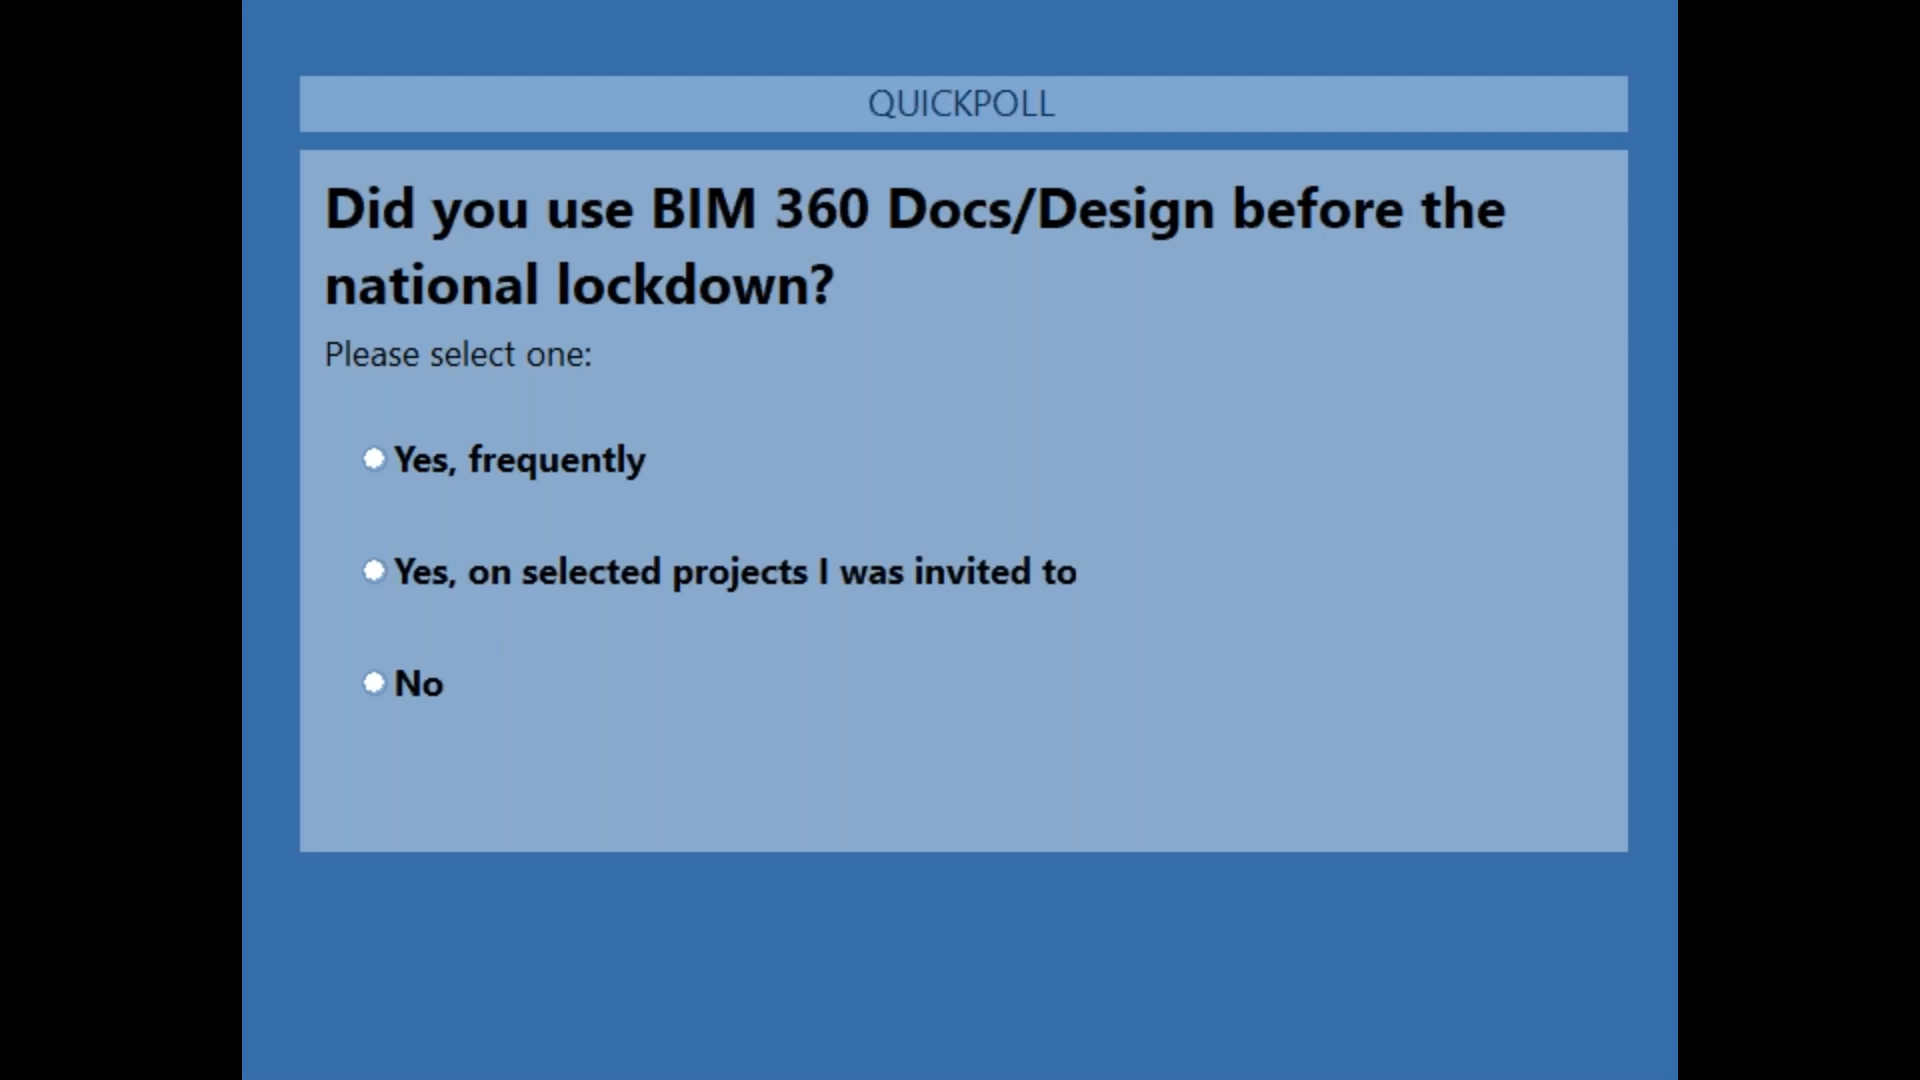 QUICKPOLL
Did you use BIM 360 Docs/Design before the
national lockdown?
Please select one:
Yes, frequently
Yes, on selected projects I was invited to
No